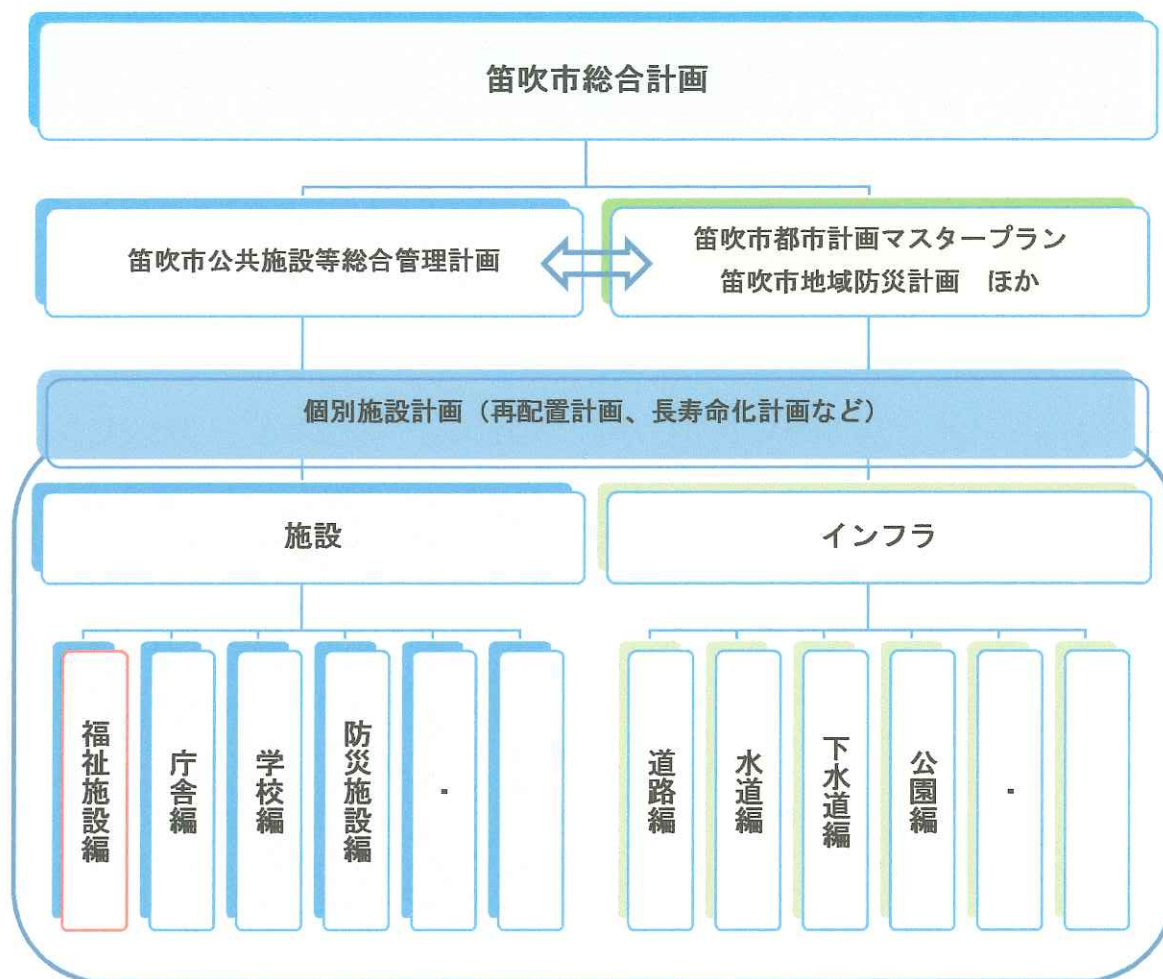 笛吹市総合計画
笛吹市公共施設等総合管理計画
笛吹市都市計画マスタープラン
笛吹市地域防災計画　ほか
個別施設計画（再配置計画、長寿命化計画など）
施設
インフラ
福祉施設編
庁舎編
学校編
防災施設編
・
道路編
水道編
下水道編
公園編
・